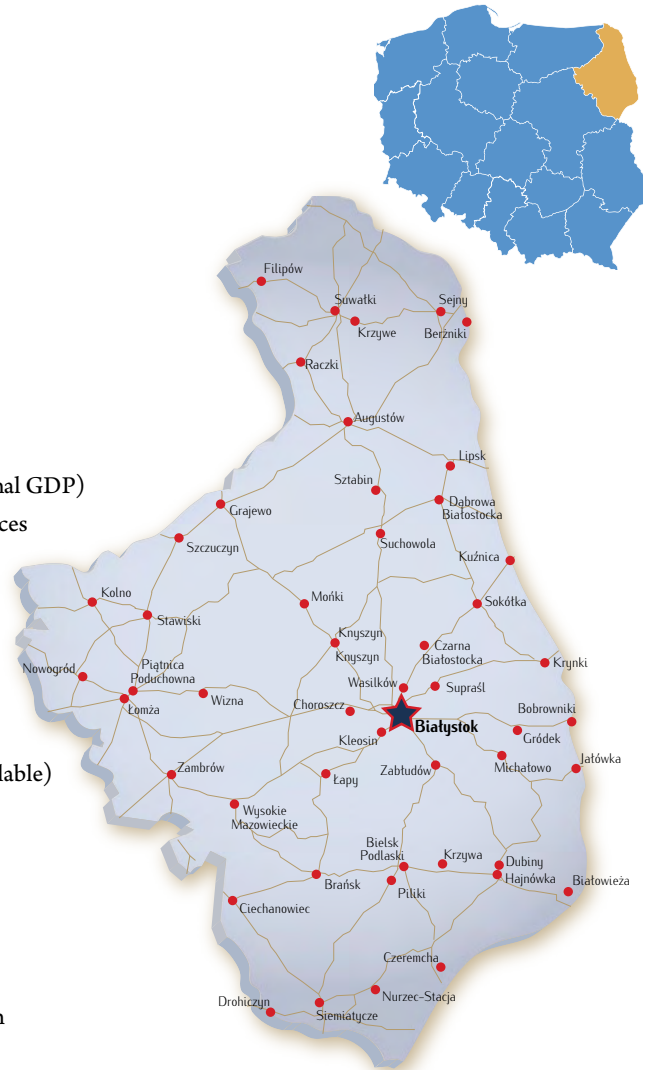 Filipów
Suwałki
Sejny
Krzywe
Berżniki
Raczki
Augustów
Lipsk
nal GDP)
Sztabin
Grajewo
Dąbrowa
Białostocka
ces
Szczuczyn
Suchowola
Kuźnica
Kolno
Mońki
Sokółka
Stawiski
Knyszyn
Knyszyn
Czarna
Białostocka
Nowogród
Piątnica
Poduchowna
Krynki
Wasilków
Supraśl
Łomża
Wizna
Choroszcz
Bobrowniki
Białystok
Kleosin
Gródek
Zambrów
lable)
Łapy
Zabłudów
Michałowo
Jałówka
Wysokie
Mazowieckie
Bielsk
Podlaski
Krzywa
Dubiny
Hajnówka
Białowieża
Brańsk
Piliki
Ciechanowiec
Czeremcha
Drohiczyn
Siemiatycze
Nurzec-Stacja
n